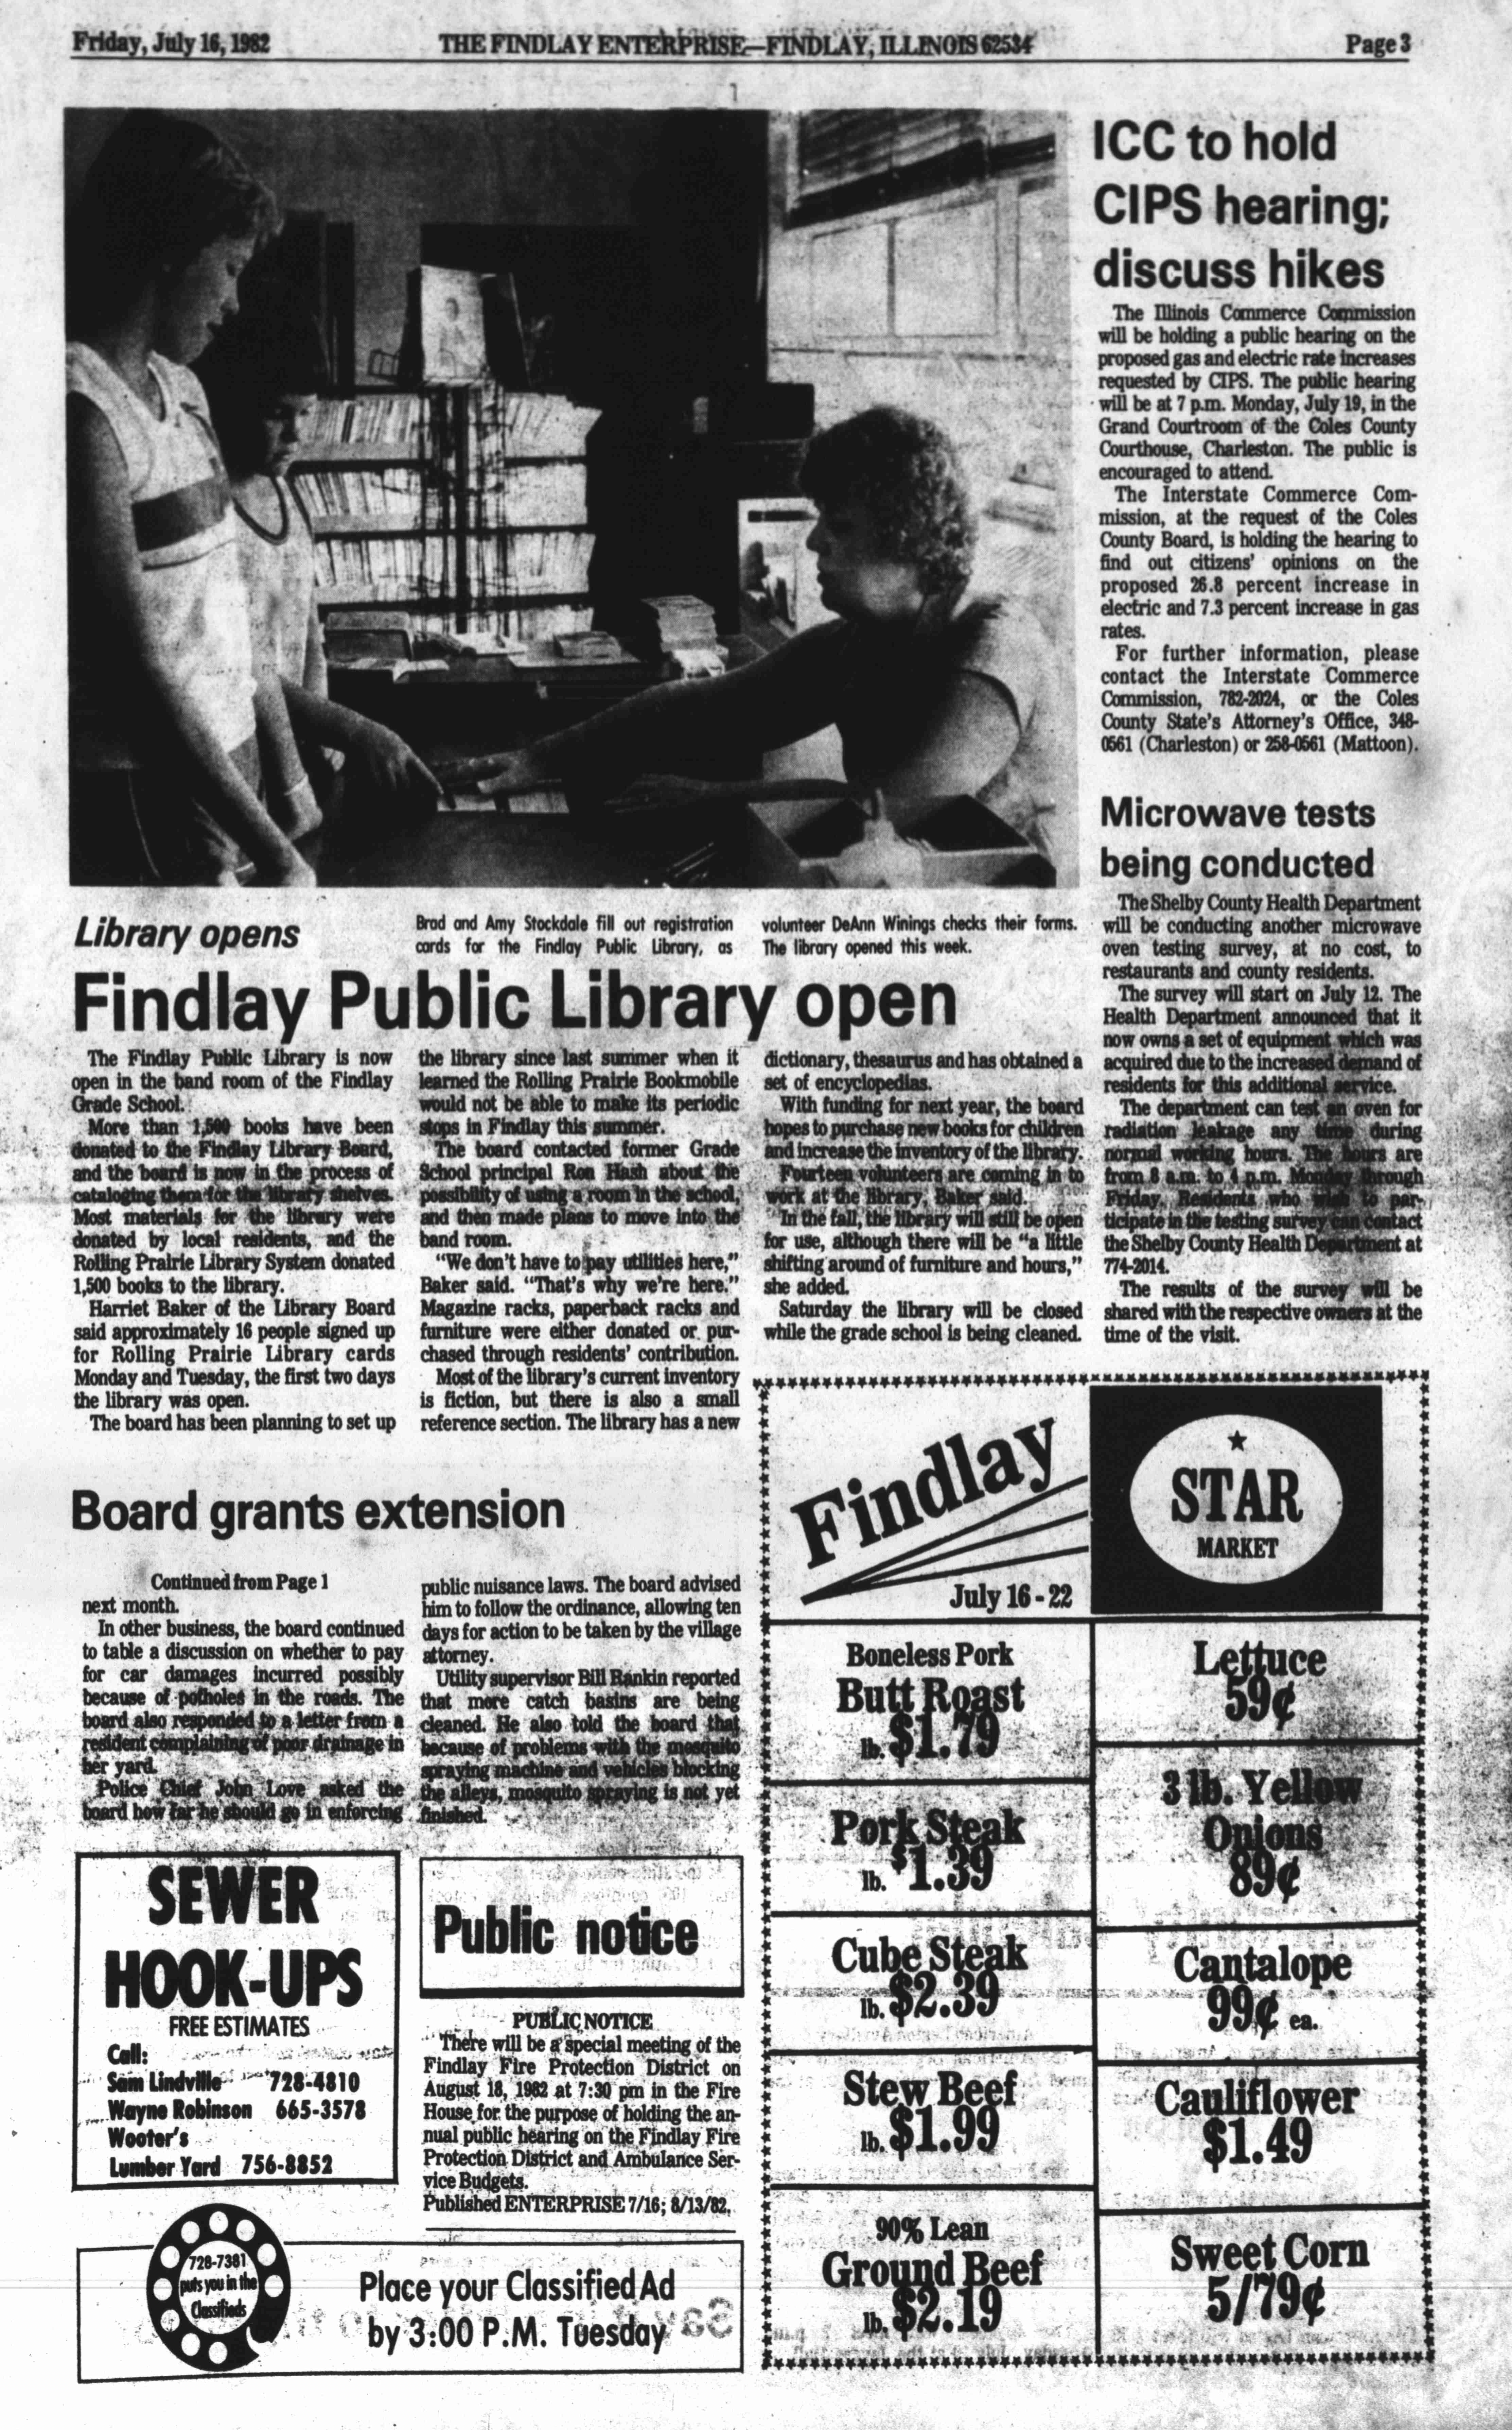 Friday, July 16, 1982
THE FINDLAY ENTERPRISE—FINDLAY, ILLINOIS 62534
Page 3
ICC to hold
CIPS hearing;
discuss hikes
The Illinois Commerce Commission
will be holding a public hearing on the
proposed gas and electric rate increases
requested by CIPS. The public hearing
will be at 7 p.m. Monday, July 19, in the
Grand Courtroom of the Coles County
Courthouse, Charleston. The public is
encouraged to attend.
The Interstate Commerce Com-
mission, at the request of the Coles
County Board, is holding the hearing to
find out citizens' opinions on the
proposed 26.8 percent increase in
electric and 7.3 percent increase in gas
rates.
For further information, please
contact the Interstate Commerce
Commission, 782-2024, or the Coles
County State's Attorney's Office, 348-
0561 (Charleston) or 258-0561 (Mattoon).
Microwave tests
being conducted
The Shelby County Health Department
will be conducting another microwave
oven testing survey, at no cost, to
restaurants and county residents.
The survey will start on July 12. The
Health Department announced that it
now owns a set of equipment which was
acquired due to the increased demand of
residents for this additional service.
The department can test an oven for
radiation leakage any time during
normal working hours. The hours are
from 8 a.m. to 4 p.m. Monday through
Friday. Residents who wish to par-
ticipate in the testing survey can contact
the Shelby County Health Department at
774-2014.
The results of the survey will be
shared with the respective owners at the
time of the visit.
Library opens
Brad and Amy Stockdale fill out registration
cards for the Findlay Public Library, as
volunteer DeAnn Winings checks their forms.
The library opened this week.
Findlay Public Library open
The Findlay Public Library is now
open in the band room of the Findlay
Grade School.
More than 1,500 books have been
donated to the Findlay Library Board,
and the board is now in the process of
cataloging them for the library shelves.
Most materials for the library were
donated by local residents, and the
Rolling Prairie Library System donated
1,500 books to the library.
Harriet Baker of the Library Board
said approximately 16 people signed up
for Rolling Prairie Library cards
Monday and Tuesday, the first two days
the library was open.
The board has been planning to set up
the library since last summer when it
learned the Rolling Prairie Bookmobile
would not be able to make its periodic
stops in Findlay this summer.
The board contacted former Grade
School principal Ron Hash about the
possibility of using a room in the school,
and then made plans to move into the
band room.
"We don't have to pay utilities here,"
Baker said. "That's why we're here."
Magazine racks, paperback racks and
furniture were either donated or pur-
chased through residents' contribution.
Most of the library's current inventory
is fiction, but there is also a small
reference section. The library has a new
dictionary, thesaurus and has obtained a
set of encyclopedias.
With funding for next year, the board
hopes to purchase new books for children
and increase the inventory of the library.
Fourteen volunteers are coming in to
work at the library, Baker said.
In the fall, the library will still be open
for use, although there will be "a little
shifting around of furniture and hours,"
she added.
Saturday the library will be closed
while the grade school is being cleaned.
Board grants extension
Continued from Page 1
next month.
In other business, the board continued
to table a discussion on whether to pay
for car damages incurred possibly
because of potholes in the roads. The
board also responded to a letter from a
resident complaining of poor drainage in
her yard.
Police Chief John Love asked the
board how far he should go in enforcing
public nuisance laws. The board advised
him to follow the ordinance, allowing ten
days for action to be taken by the village
attorney.
Utility supervisor Bill Rankin reported
that more catch basins are being
cleaned. He also told the board that
because of problems with the mosquito
spraying machine and vehicles blocking
the alleys, mosquito spraying is not yet
finished.
SEWER
HOOK-UPS
FREE ESTIMATES
Call:
Sam Lindville 728-4810
Wayne Robinson 665-3578
Wooter's
Lumber Yard 756-8852
Public notice
PUBLIC NOTICE
There will be a special meeting of the
Findlay Fire Protection District on
August 18, 1982 at 7:30 pm in the Fire
House for the purpose of holding the an-
nual public hearing on the Findlay Fire
Protection District and Ambulance Ser-
vice Budgets.
Published ENTERPRISE 7/16; 8/13/82.
728-7381
puts you in the
Classifieds
Place your Classified Ad
by 3:00 P.M. Tuesday
Findlay
STAR
MARKET
July 16 - 22
Boneless Pork
Butt Roast
lb. $1.79
Pork Steak
lb. $1.39
Cube Steak
lb. $2.39
Stew Beef
lb. $1.99
90% Lean
Ground Beef
lb. $2.19
Lettuce
59¢
3 lb. Yellow
Onions
89¢
Cantalope
99¢ ea.
Cauliflower
$1.49
Sweet Corn
5/79¢